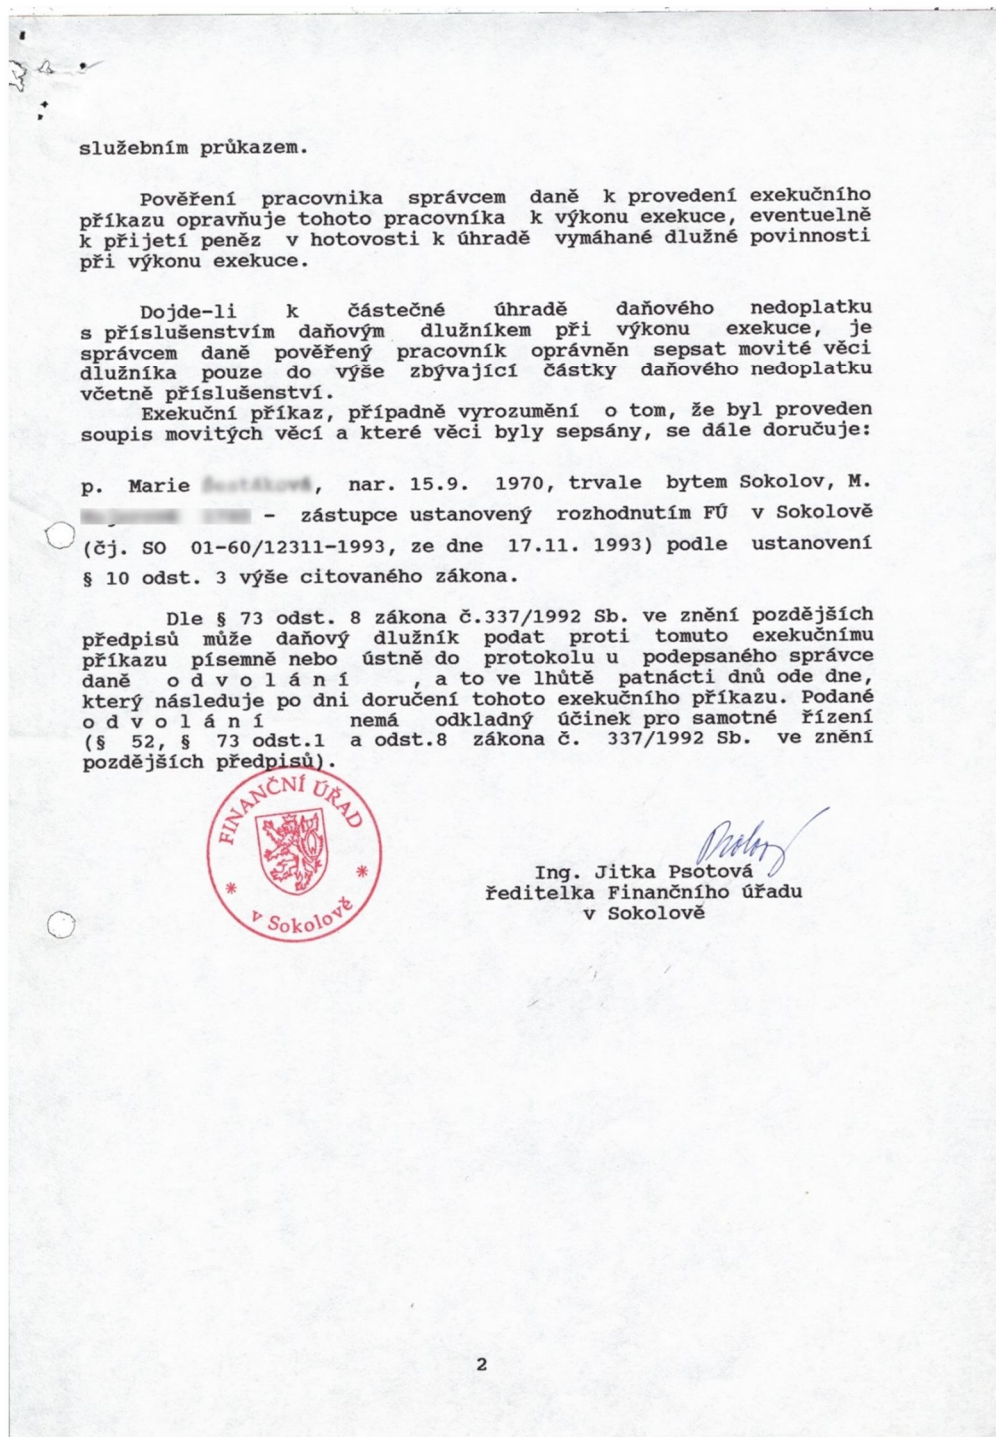 služebním průkazem.
Pověření pracovnika správcem daně k provedení exekučního
příkazu opravňuje tohoto pracovníka k výkonu exekuce, eventuelně
k přijetí peněz v hotovosti k úhradě vymáhané dlužné povinnosti
při výkonu exekuce.
Dojde-li k částečné úhradě daňového nedoplatku
s příslušenstvím daňovým dlužníkem při výkonu exekuce, je
správcem daně pověřený pracovník oprávněn sepsat movité věci
dlužníka pouze do výše zbývající částky daňového nedoplatku
včetně příslušenství.
Exekuční příkaz, případně vyrozumění o tom, že byl proveden
soupis movitých věcí a které věci byly sepsány, se dále doručuje:
p. Marie , nar. 15.9. 1970, trvale bytem Sokolov, M.
- zástupce ustanovený rozhodnutím FÚ v Sokolově
(čj. SO 01-60/12311-1993, ze dne 17.11. 1993) podle ustanovení
§ 10 odst. 3 výše citovaného zákona.
Dle § 73 odst. 8 zákona č.337/1992 Sb. ve znění pozdějších
předpisů může daňový dlužník podat proti tomuto exekučnímu
příkazu písemně nebo ústně do protokolu u podepsaného správce
daně o d v o l á n í , a to ve lhůtě patnácti dnů ode dne,
který následuje po dni doručení tohoto exekučního příkazu. Podané
o d v o l á n í nemá odkladný účinek pro samotné řízení
(§ 52, § 73 odst.1 a odst.8 zákona č. 337/1992 Sb. ve znění
pozdějších předpisů).
FINANČNÍ ÚŘAD
* v Sokolově *
Ing. Jitka Psotová
ředitelka Finančního úřadu
v Sokolově
2